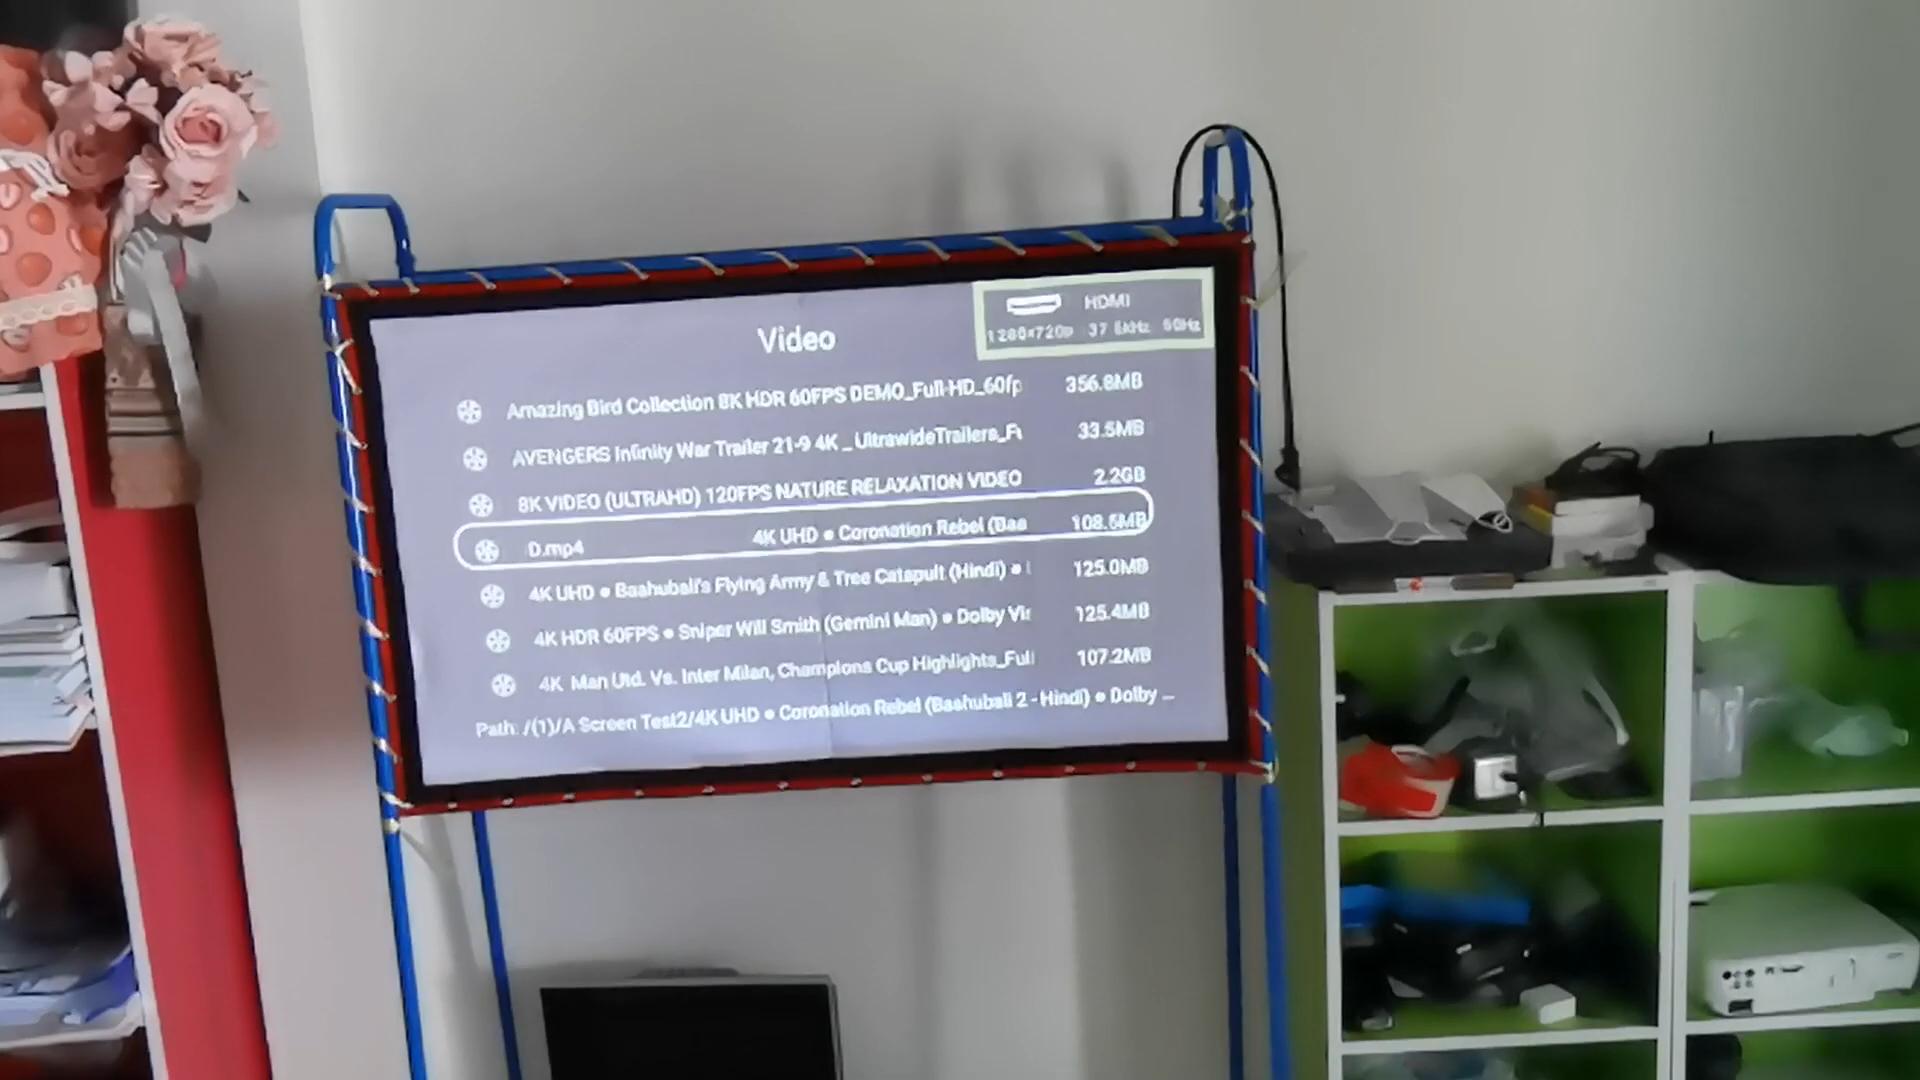 HDMI
1280×720p 37.5kHz 60Hz
Video
Amazing Bird Collection 8K HDR 60FPS DEMO_Full-HD_60fp 356.8MB
AVENGERS Infinity War Trailer 21-9 4K _ UltrawideTrailers_Fu 33.5MB
8K VIDEO (ULTRAHD) 120FPS NATURE RELAXATION VIDEO 2.2GB
D.mp4 4K UHD ● Coronation Rebel (Baa 108.6MB
4K UHD ● Baahubali's Flying Army & Tree Catapult (Hindi) ● 125.0MB
4K HDR 60FPS ● Sniper Will Smith (Gemini Man) ● Dolby Vis 125.4MB
4K Man Utd. Vs. Inter Milan, Champions Cup Highlights_Full 107.2MB
Path: /(1)/A Screen Test2/4K UHD ● Coronation Rebel (Baahubali 2 - Hindi) ● Dolby ...